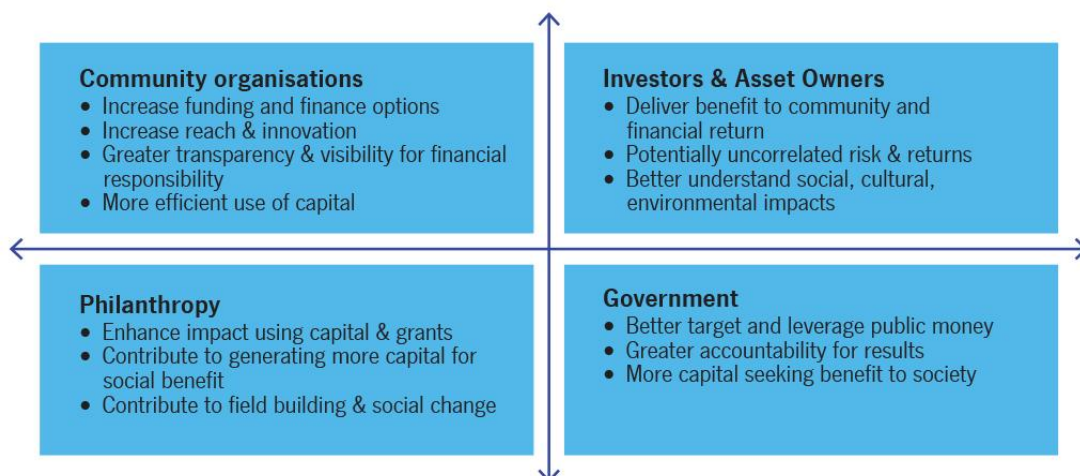 Community organisations
• Increase funding and finance options
• Increase reach & innovation
• Greater transparency & visibility for financial
responsibility
• More efficient use of capital
Investors & Asset Owners
• Deliver benefit to community and
financial return
• Potentially uncorrelated risk & returns
• Better understand social, cultural,
environmental impacts
Philanthropy
• Enhance impact using capital & grants
• Contribute to generating more capital for
social benefit
• Contribute to field building & social change
Government
• Better target and leverage public money
• Greater accountability for results
• More capital seeking benefit to society